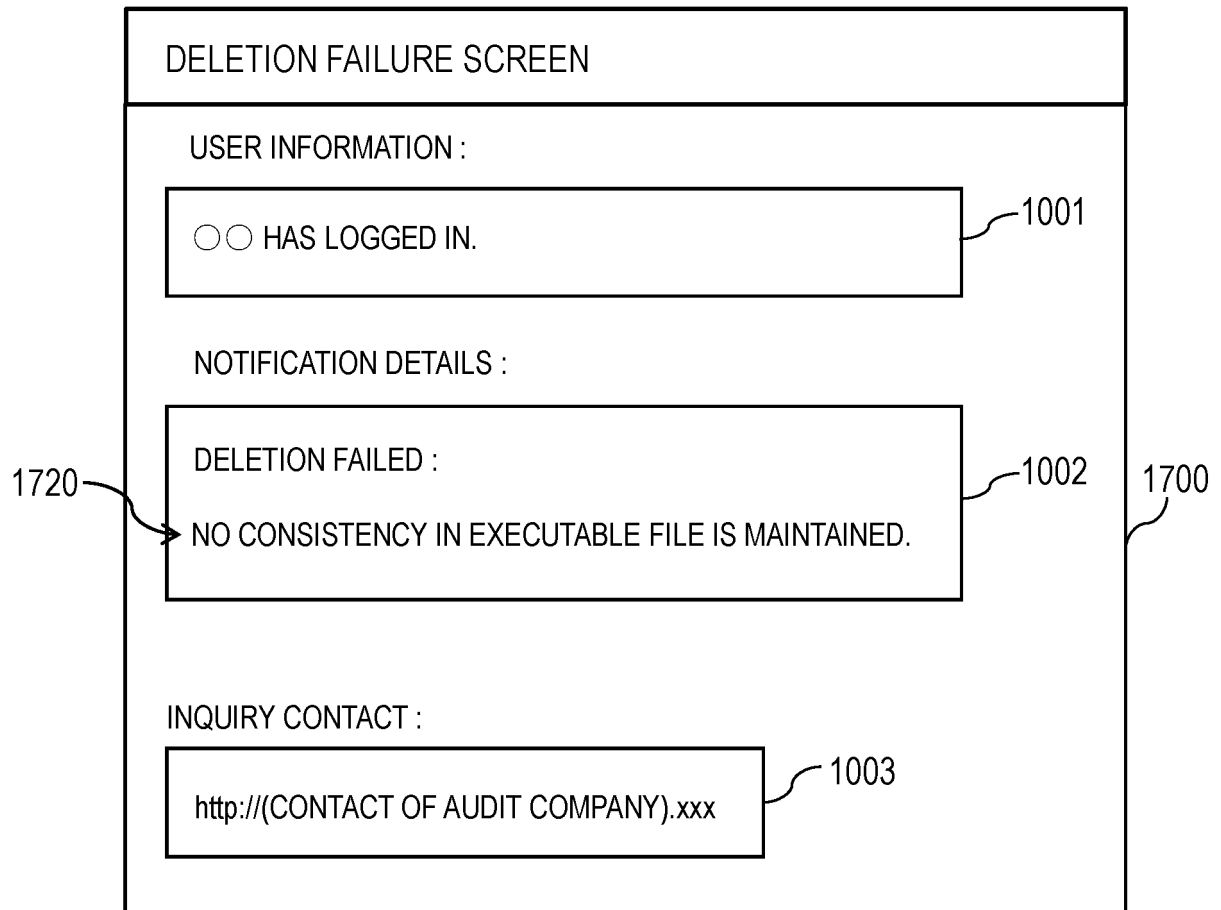 DELETION FAILURE SCREEN
USER INFORMATION :
○○ HAS LOGGED IN.
1001
NOTIFICATION DETAILS :
DELETION FAILED :
1002
1700
1720
NO CONSISTENCY IN EXECUTABLE FILE IS MAINTAINED.
INQUIRY CONTACT :
1003
http://(CONTACT OF AUDIT COMPANY).xxx